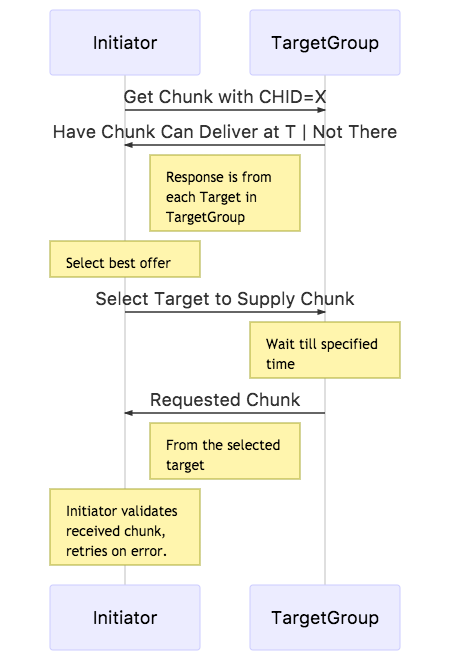 Initiator
TargetGroup
Get Chunk with CHID=X
Have Chunk Can Deliver at T | Not There
Response is from
each Target in
TargetGroup
Select best offer
Select Target to Supply Chunk
Wait till specified
time
Requested Chunk
From the selected
target
Initiator validates
received chunk,
retries on error.
Initiator
TargetGroup